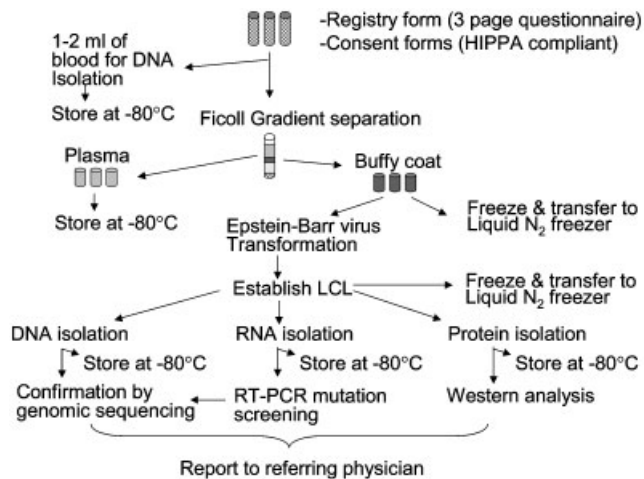 -Registry form (3 page questionnaire)
-Consent forms (HIPPA compliant)
1-2 ml of
blood for DNA
Isolation
Store at -80°C
Ficoll Gradient separation
Plasma
Buffy coat
Store at -80°C
Freeze & transfer to
Liquid N₂ freezer
Epstein-Barr virus
Transformation
Establish LCL
Freeze & transfer to
Liquid N₂ freezer
DNA isolation
RNA isolation
Protein isolation
Store at -80°C
Store at -80°C
Store at -80°C
Confirmation by
genomic sequencing
RT-PCR mutation
screening
Western analysis
Report to referring physician